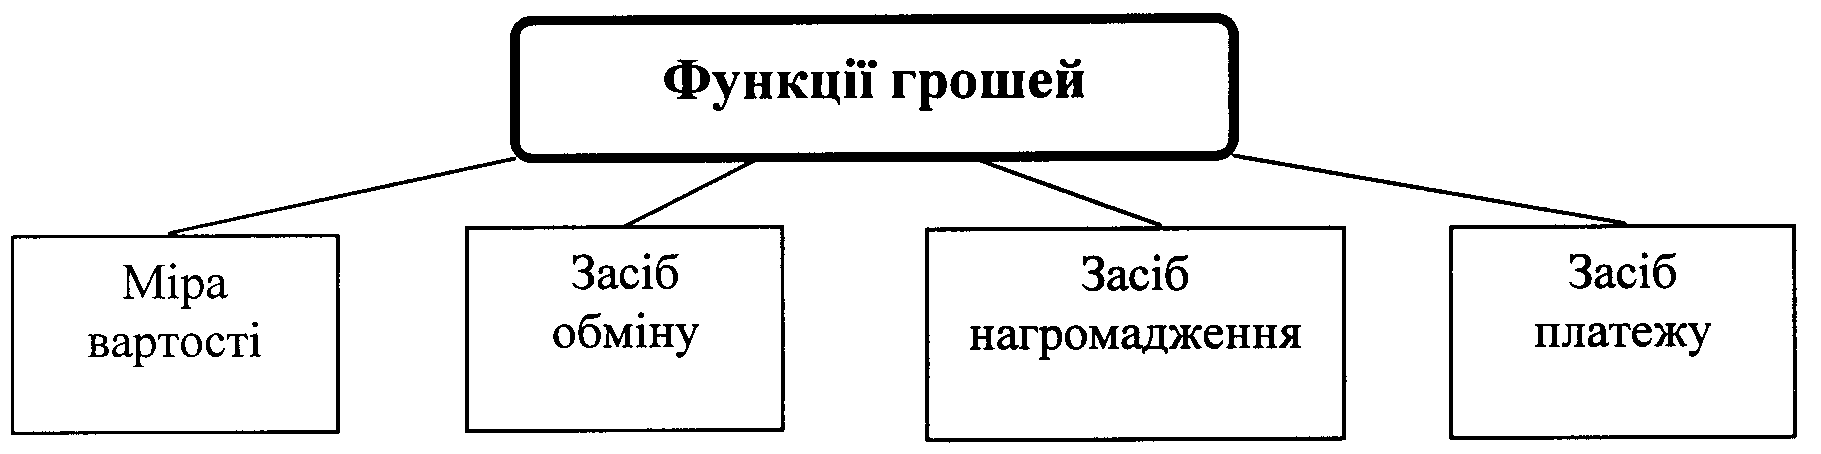 Функції грошей
Міра
вартості
Засіб
обміну
Засіб
нагромадження
Засіб
платежу